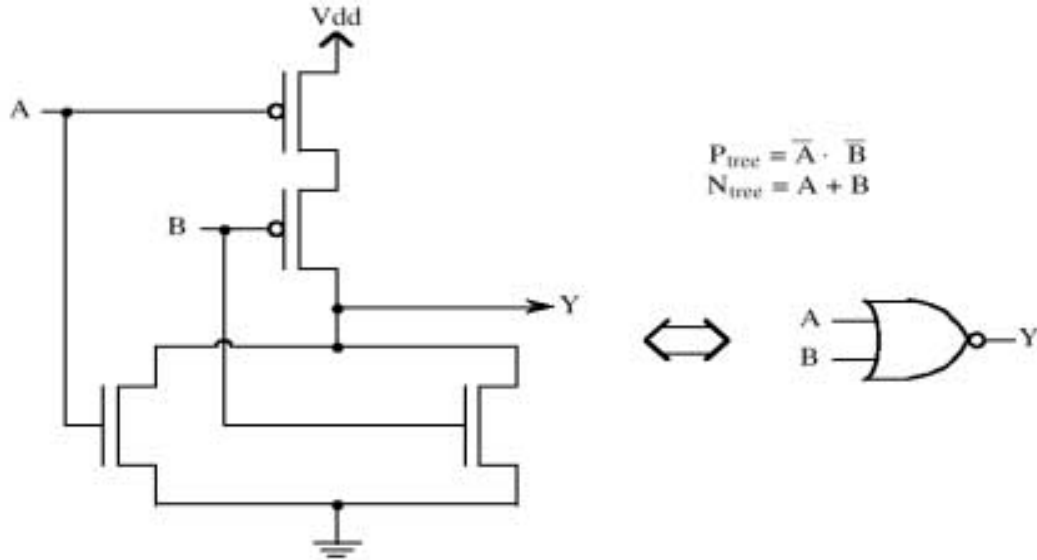 Vdd
A
P_tree = A̅ · B̅
N_tree = A + B
B
Y
A
B
Y